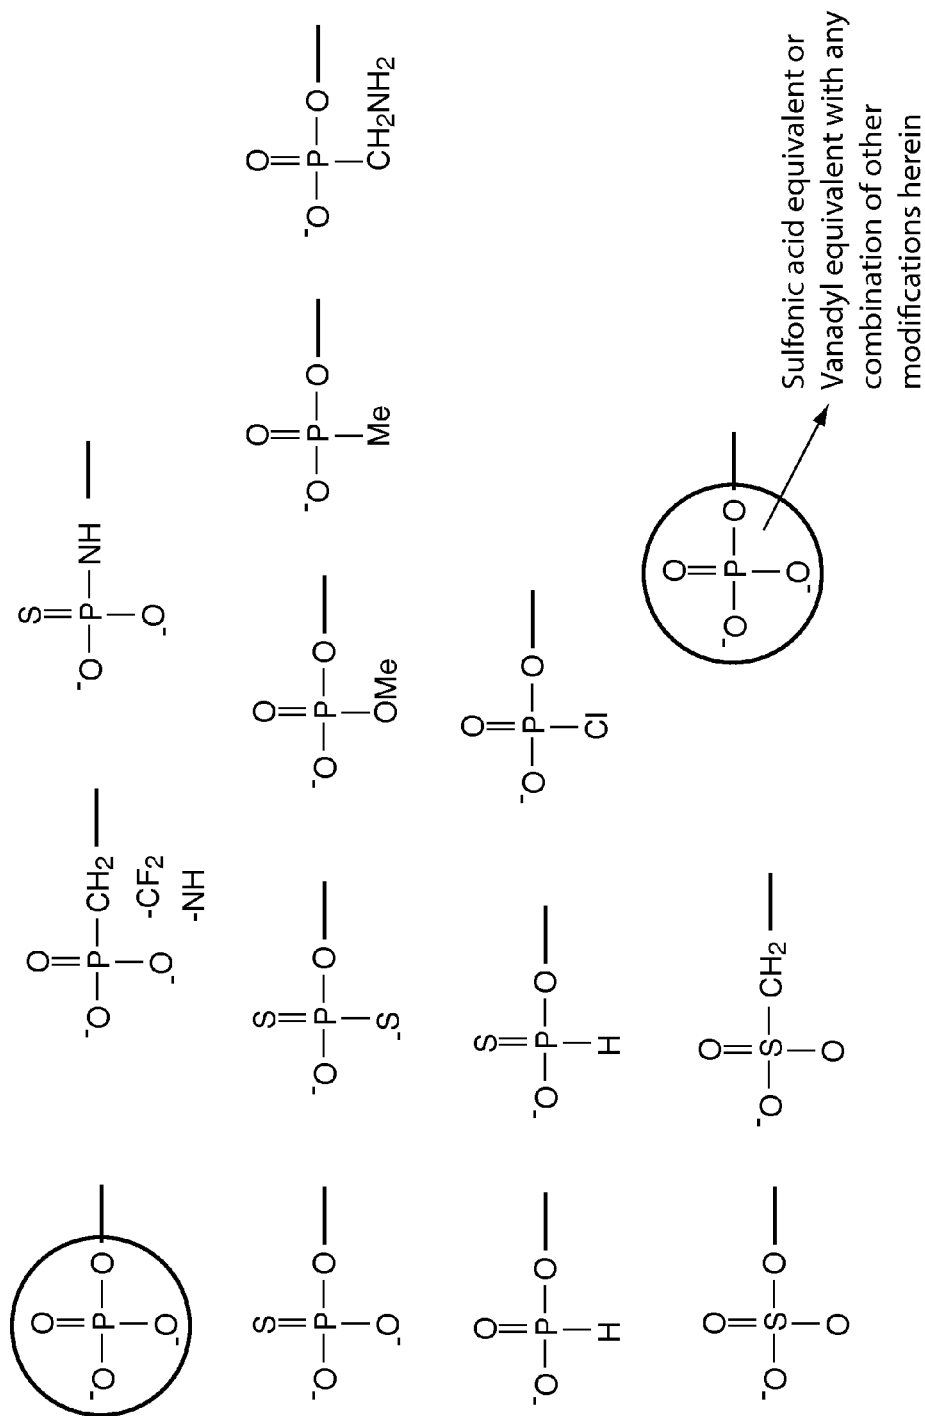 O O S
-O P O -O P CH2 -O P NH
O- O- -CF2 O-
-NH
S S O O O
-O P O -O P O -O P O -O P O -O P O
O- S- OMe Me CH2NH2
O S O
-O P O -O P O -O P O
H H Cl
O O O
-O S O -O S CH2 -O P O
O O O-
Sulfonic acid equivalent or
Vanadyl equivalent with any
combination of other
modifications herein